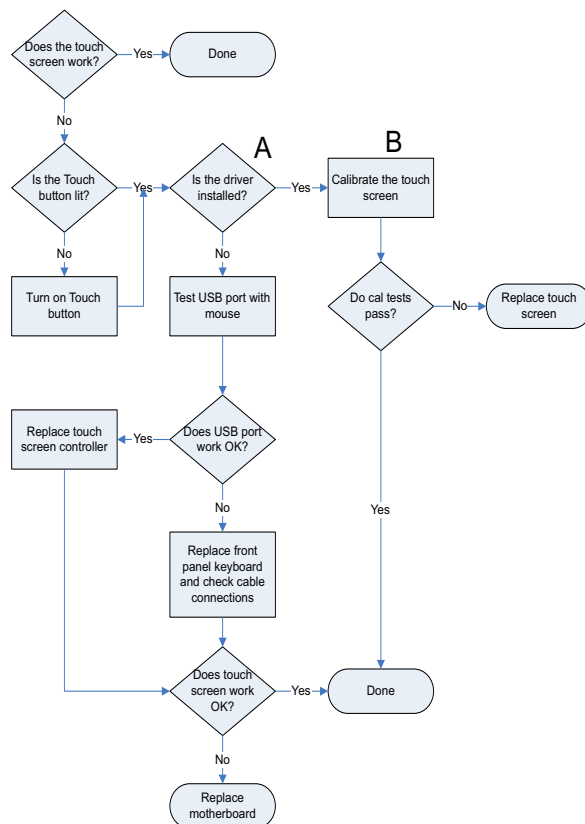 Does the touch
screen work?
Yes
Done
No
A
B
Is the Touch
button lit?
Yes
Is the driver
installed?
Yes
Calibrate the touch
screen
No
No
Turn on Touch
button
Test USB port with
mouse
Do cal tests
pass?
No
Replace touch
screen
Replace touch
screen controller
Yes
Does USB port
work OK?
No
Yes
Replace front
panel keyboard
and check cable
connections
Does touch
screen work
OK?
Yes
Done
No
Replace
motherboard